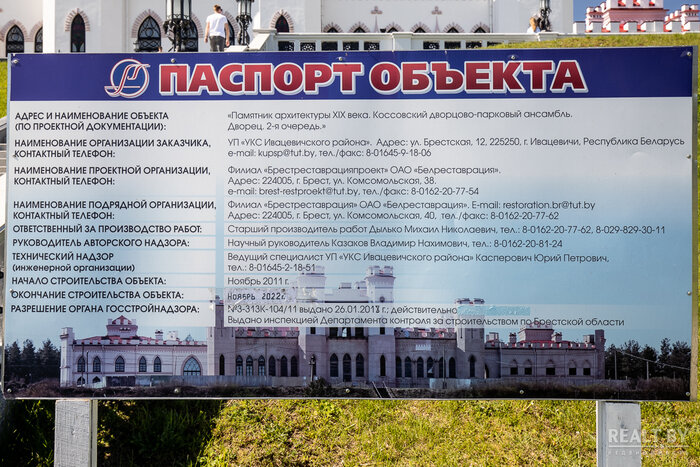 ПАСПОРТ ОБЪЕКТА
АДРЕС И НАИМЕНОВАНИЕ ОБЪЕКТА
(ПО ПРОЕКТНОЙ ДОКУМЕНТАЦИИ):
«Памятник архитектуры XIX века. Коссовский дворцово-парковый ансамбль.
Дворец. 2-я очередь.»
НАИМЕНОВАНИЕ ОРГАНИЗАЦИИ ЗАКАЗЧИКА,
КОНТАКТНЫЙ ТЕЛЕФОН:
УП «УКС Ивацевичского района». Адрес: ул. Брестская, 12, 225250, г. Ивацевичи, Республика Беларусь
e-mail: kupsp@tut.by, тел./факс: 8-01645-9-18-06
НАИМЕНОВАНИЕ ПРОЕКТНОЙ ОРГАНИЗАЦИИ,
КОНТАКТНЫЙ ТЕЛЕФОН:
Филиал «Брестреставрацияпроект» ОАО «Белреставрация».
Адрес: 224005, г. Брест, ул. Комсомольская, 38.
e-mail: brest-restproekt@tut.by, тел./факс: 8-0162-20-77-54
НАИМЕНОВАНИЕ ПОДРЯДНОЙ ОРГАНИЗАЦИИ,
КОНТАКТНЫЙ ТЕЛЕФОН:
Филиал «Брестреставрация» ОАО «Белреставрация». E-mail: restoration.br@tut.by
Адрес: 224005, г. Брест, ул. Комсомольская, 40, тел./факс: 8-0162-20-77-62
ОТВЕТСТВЕННЫЙ ЗА ПРОИЗВОДСТВО РАБОТ:
Старший производитель работ Дылько Михаил Николаевич, тел.: 8-0162-20-77-62, 8-029-829-30-11
РУКОВОДИТЕЛЬ АВТОРСКОГО НАДЗОРА:
Научный руководитель Казаков Владимир Нахимович, тел.: 8-0162-20-81-24
ТЕХНИЧЕСКИЙ НАДЗОР
(инженерной организации)
Ведущий специалист УП «УКС Ивацевичского района» Касперович Юрий Петрович,
тел.: 8-01645-2-18-51
НАЧАЛО СТРОИТЕЛЬСТВА ОБЪЕКТА:
Ноябрь 2011 г.
ОКОНЧАНИЕ СТРОИТЕЛЬСТВА ОБЪЕКТА:
Ноябрь
РАЗРЕШЕНИЕ ОРГАНА ГОССТРОЙНАДЗОРА:
№3-313К-104/11 выдано г.; действительно
Выдано инспекцией Департамента контроля за строительством по Брестской области
REALT.BY